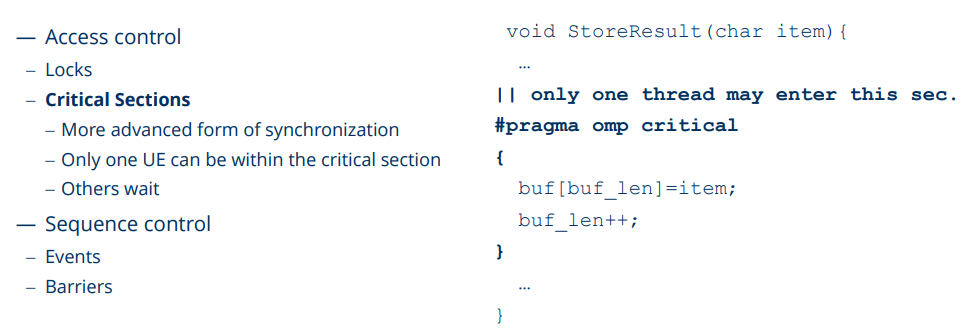 — Access control
– Locks
– Critical Sections
– More advanced form of synchronization
– Only one UE can be within the critical section
– Others wait
— Sequence control
– Events
– Barriers
void StoreResult(char item){
…
|| only one thread may enter this sec.
#pragma omp critical
{
buf[buf_len]=item;
buf_len++;
}
…
}